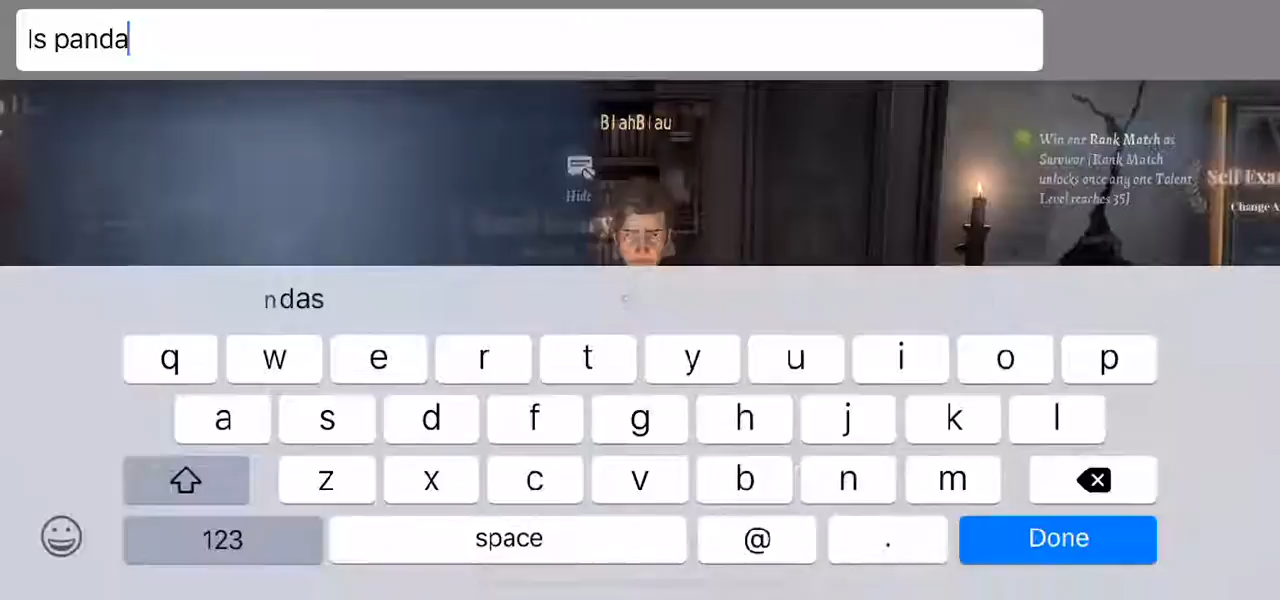 Is panda
BlahBlau
Hide
Win one Rank Match as
Survivor [Rank Match
unlocks once any one Talent
Level reaches 35]
Self Exa
Change A
ndas
q w e r t y u i o p
a s d f g h j k l
z x c v b n m
123 space @ . Done